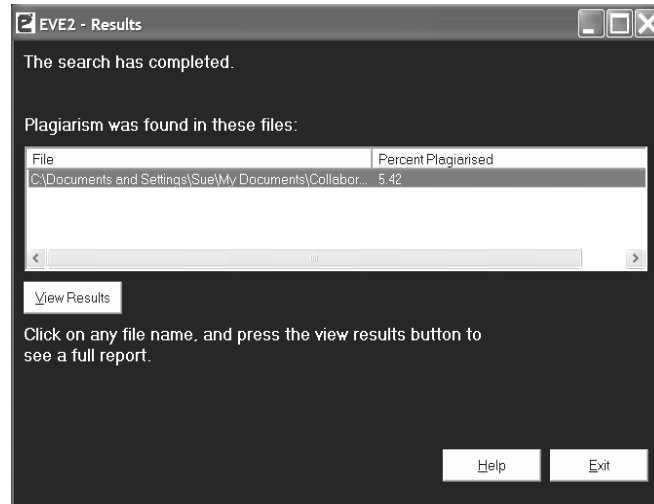 EVE2 - Results
The search has completed.
Plagiarism was found in these files:
File Percent Plagiarised
C:\Documents and Settings\Sue\My Documents\Collabor... 5.42
View Results
Click on any file name, and press the view results button to
see a full report.
Help Exit